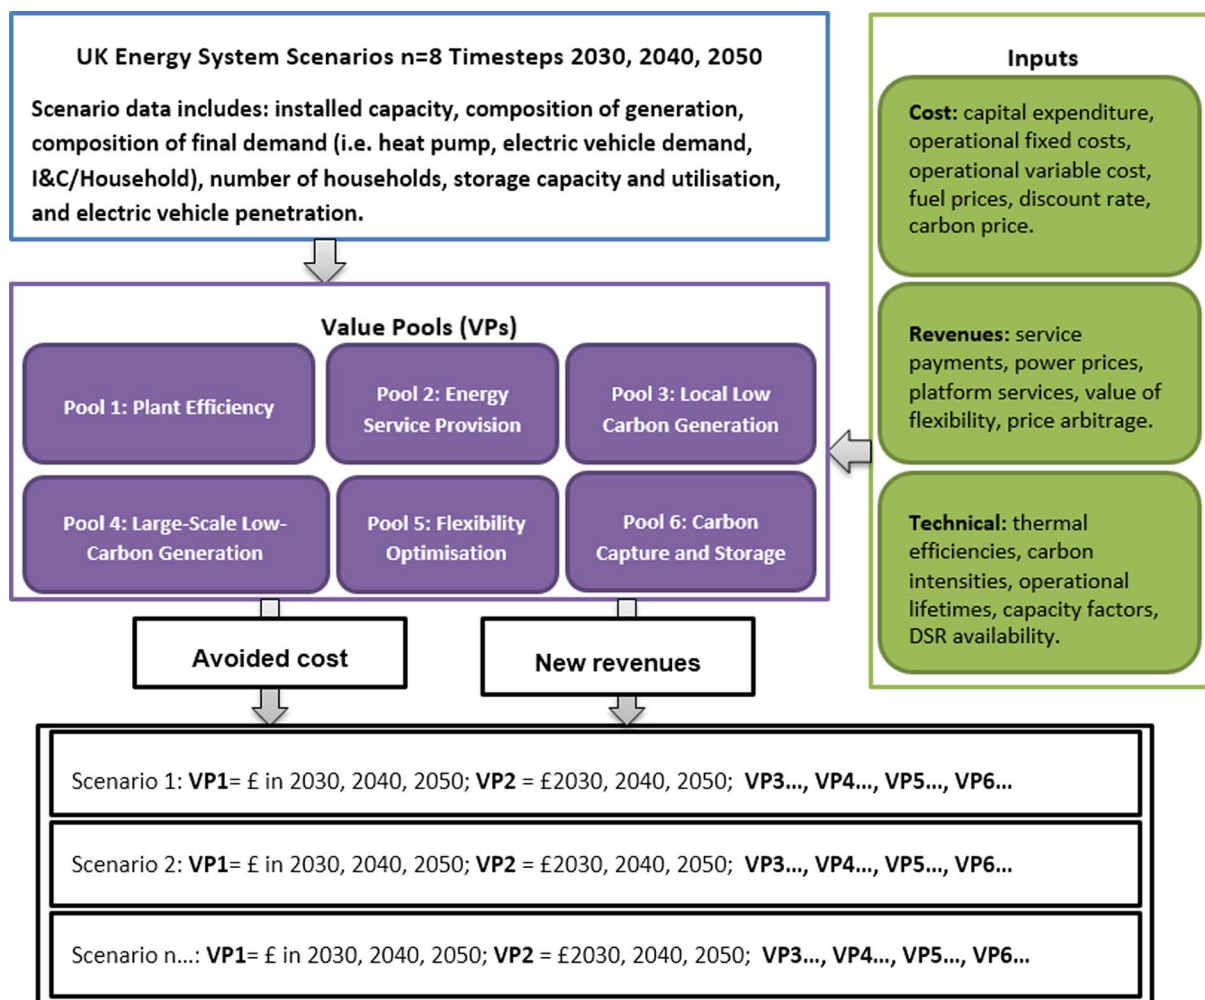 UK Energy System Scenarios n=8 Timesteps 2030, 2040, 2050
Scenario data includes: installed capacity, composition of generation,
composition of final demand (i.e. heat pump, electric vehicle demand,
I&C/Household), number of households, storage capacity and utilisation,
and electric vehicle penetration.
Inputs
Cost: capital expenditure,
operational fixed costs,
operational variable cost,
fuel prices, discount rate,
carbon price.
Revenues: service
payments, power prices,
platform services, value of
flexibility, price arbitrage.
Technical: thermal
efficiencies, carbon
intensities, operational
lifetimes, capacity factors,
DSR availability.
Value Pools (VPs)
Pool 1: Plant Efficiency
Pool 2: Energy
Service Provision
Pool 3: Local Low
Carbon Generation
Pool 4: Large-Scale Low-
Carbon Generation
Pool 5: Flexibility
Optimisation
Pool 6: Carbon
Capture and Storage
Avoided cost
New revenues
Scenario 1: VP1= £ in 2030, 2040, 2050; VP2 = £2030, 2040, 2050; VP3..., VP4..., VP5..., VP6...
Scenario 2: VP1= £ in 2030, 2040, 2050; VP2 = £2030, 2040, 2050; VP3..., VP4..., VP5..., VP6...
Scenario n...: VP1= £ in 2030, 2040, 2050; VP2 = £2030, 2040, 2050; VP3..., VP4..., VP5..., VP6...